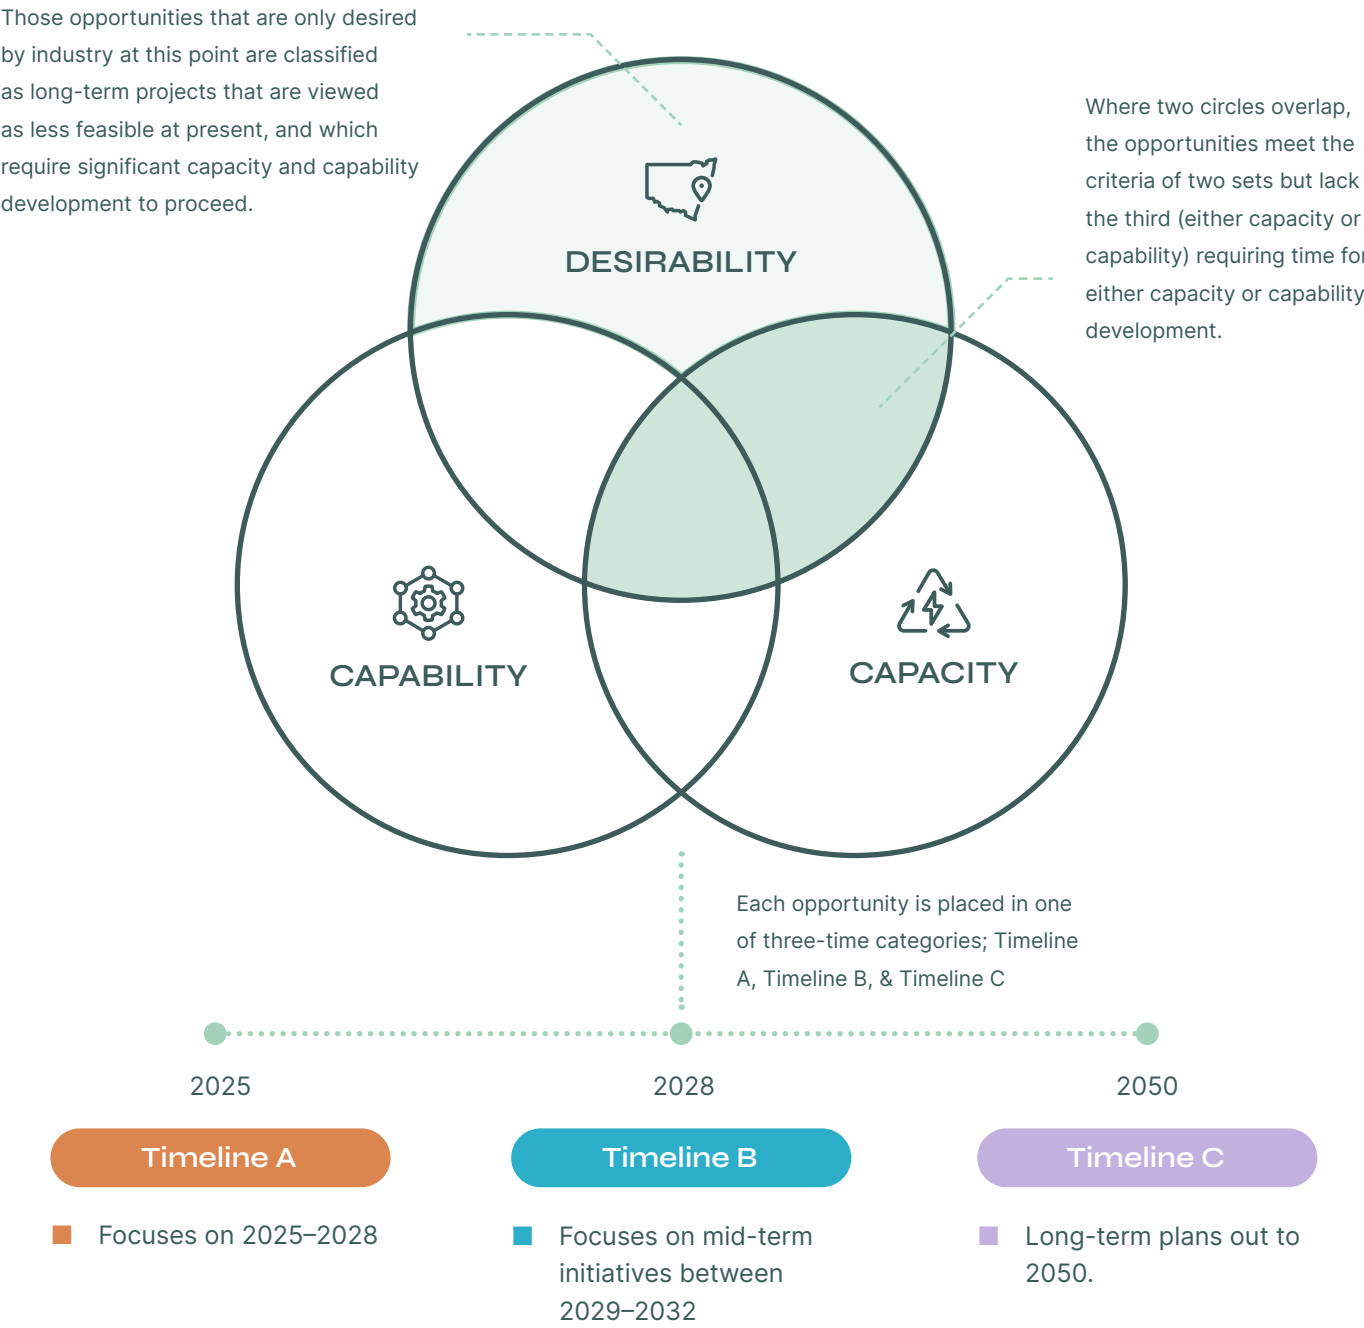 Those opportunities that are only desired
by industry at this point are classified
as long-term projects that are viewed
as less feasible at present, and which
require significant capacity and capability
development to proceed.
Where two circles overlap,
the opportunities meet the
criteria of two sets but lack
the third (either capacity or
capability) requiring time for
either capacity or capability
development.
DESIRABILITY
CAPABILITY
CAPACITY
Each opportunity is placed in one
of three-time categories; Timeline
A, Timeline B, & Timeline C
2025
2028
2050
Timeline A
Timeline B
Timeline C
Focuses on 2025–2028
Focuses on mid-term
initiatives between
2029–2032
Long-term plans out to
2050.